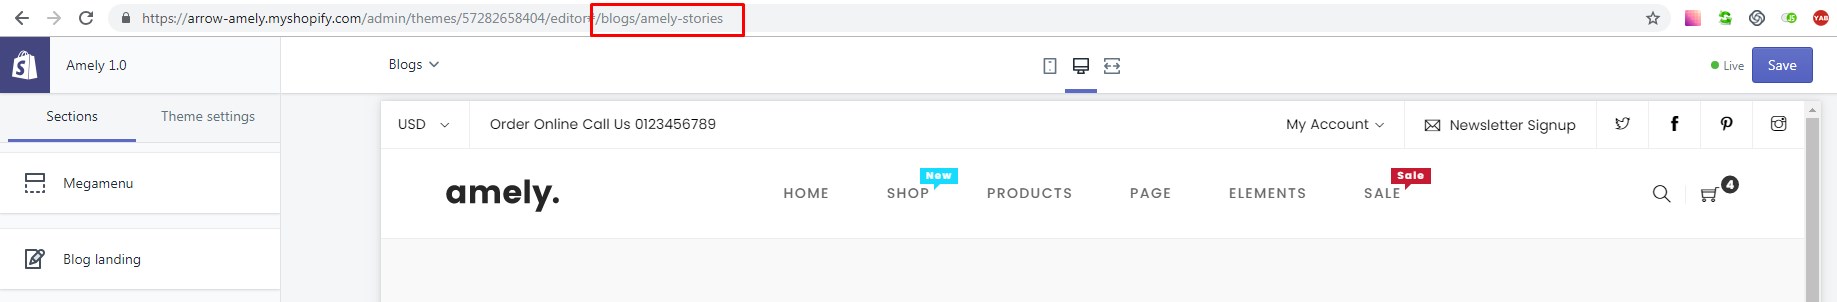 https://arrow-amely.myshopify.com/admin/themes/57282658404/editor#/blogs/amely-stories
JS
YAB
Amely 1.0
Blogs
Live
Save
Sections
Theme settings
USD
Order Online Call Us 0123456789
My Account
Newsletter Signup
Megamenu
amely.
HOME
SHOP
New
PRODUCTS
PAGE
ELEMENTS
SALE
Sale
4
Blog landing